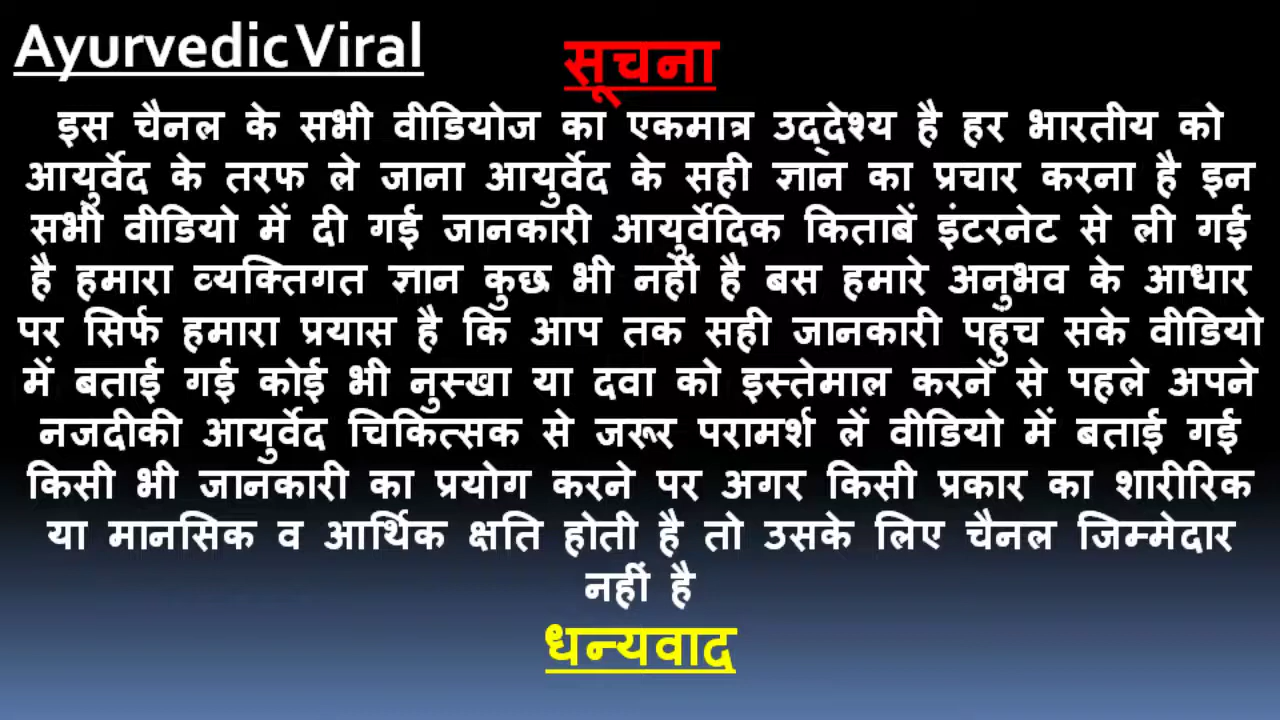 Ayurvedic Viral
सूचना
इस चैनल के सभी वीडियोज का एकमात्र उद्देश्य है हर भारतीय को
आयुर्वेद के तरफ ले जाना आयुर्वेद के सही ज्ञान का प्रचार करना है इन
सभी वीडियो में दी गई जानकारी आयुर्वेदिक किताबें इंटरनेट से ली गई
है हमारा व्यक्तिगत ज्ञान कुछ भी नहीं है बस हमारे अनुभव के आधार
पर सिर्फ हमारा प्रयास है कि आप तक सही जानकारी पहुंच सके वीडियो
में बताई गई कोई भी नुस्खा या दवा को इस्तेमाल करने से पहले अपने
नजदीकी आयुर्वेद चिकित्सक से जरूर परामर्श लें वीडियो में बताई गई
किसी भी जानकारी का प्रयोग करने पर अगर किसी प्रकार का शारीरिक
या मानसिक व आर्थिक क्षति होती है तो उसके लिए चैनल जिम्मेदार
नहीं है
धन्यवाद